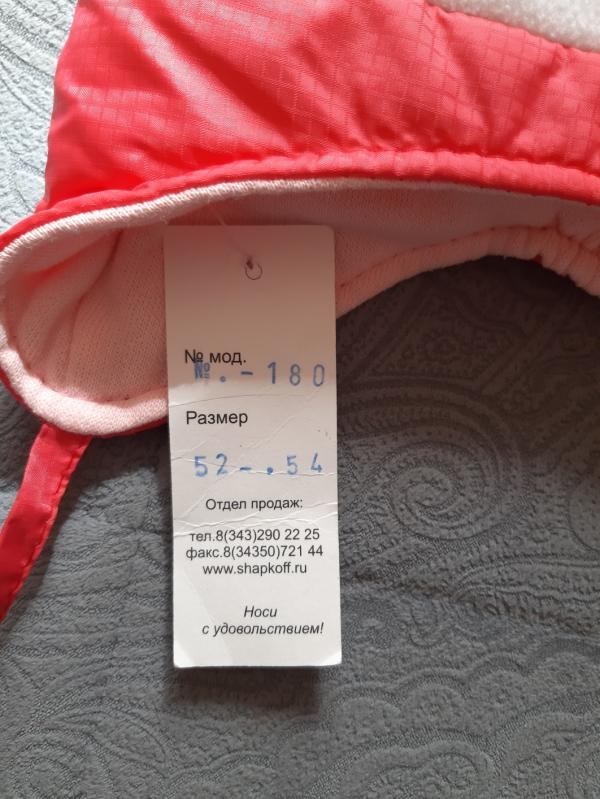 № мод.
№.-180
Размер
52-.54
Отдел продаж:
тел.8(343)290 22 25
факс.8(34350)721 44
www.shapkoff.ru
Носи
с удовольствием!